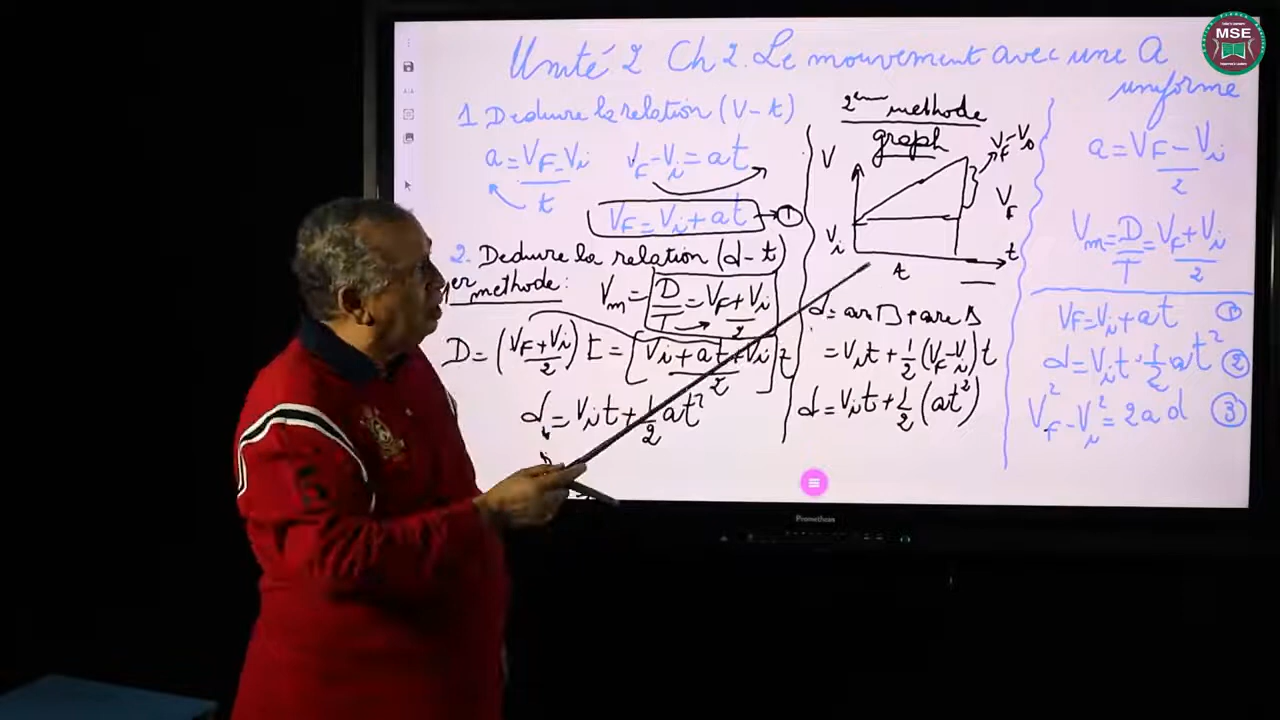 MSE
Unité 2 Ch 2. Le mouvement avec une A
uniforme
1 Deduire la relation (V-t)
a = VF - Vi / t
VF - Vi = at
VF = Vi + at → 1
2. Deduire la relation (d-t)
1er methode:
Vm = D/T = VF + Vi / 2
D = (VF + Vi / 2) t = [Vi + at + Vi / 2] t
d = Vi t + 1/2 at²
2em methode
graph
V
VF - Vi
VF
Vi
t
t
d = are ▭ + are △
= Vi t + 1/2 (VF - Vi) t
d = Vi t + 1/2 (at²)
a = VF - Vi / 2
Vm = D/T = VF + Vi / 2
VF = Vi + at 1
d = Vi t + 1/2 at² 2
VF² - Vi² = 2 a d 3
Promethean